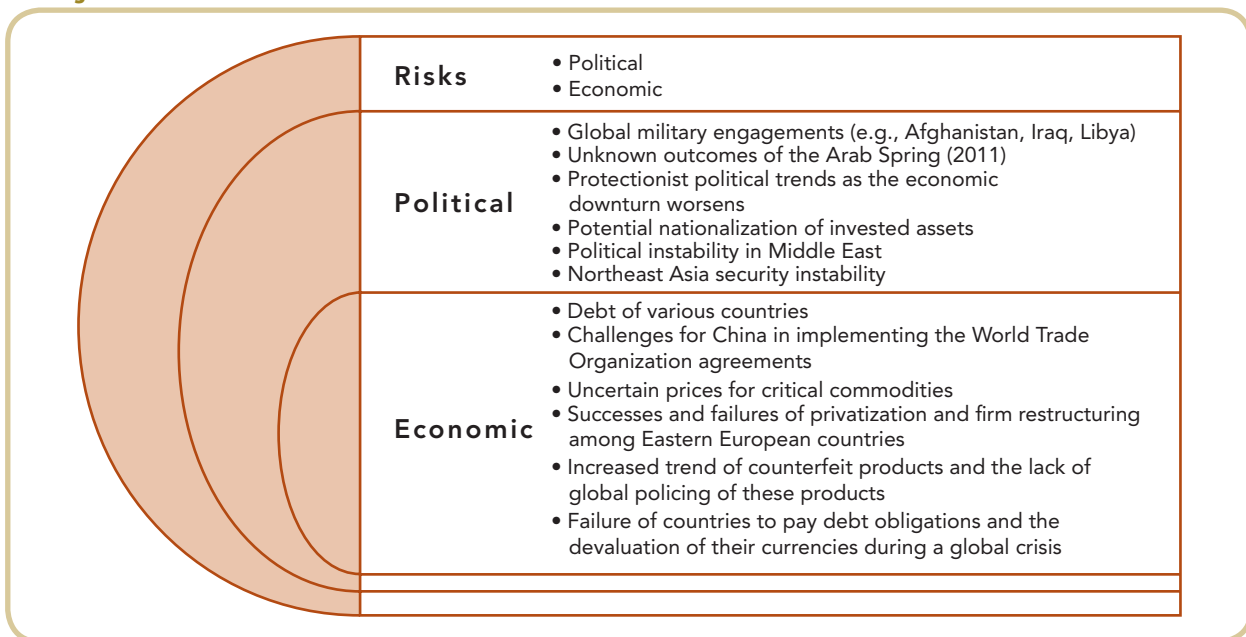 Risks
• Political
• Economic
Political
• Global military engagements (e.g., Afghanistan, Iraq, Libya)
• Unknown outcomes of the Arab Spring (2011)
• Protectionist political trends as the economic
downturn worsens
• Potential nationalization of invested assets
• Political instability in Middle East
• Northeast Asia security instability
Economic
• Debt of various countries
• Challenges for China in implementing the World Trade
Organization agreements
• Uncertain prices for critical commodities
• Successes and failures of privatization and firm restructuring
among Eastern European countries
• Increased trend of counterfeit products and the lack of
global policing of these products
• Failure of countries to pay debt obligations and the
devaluation of their currencies during a global crisis